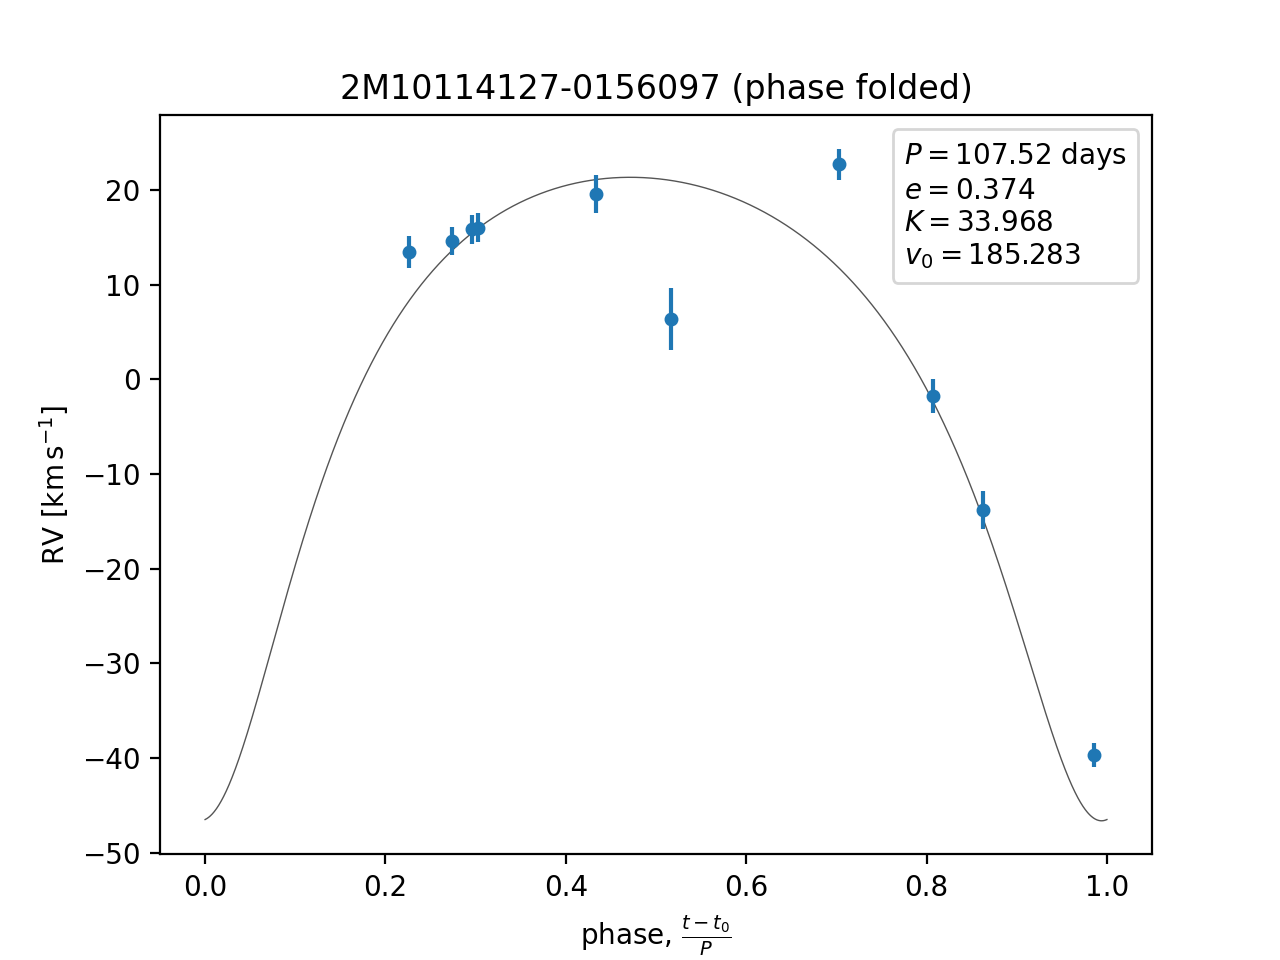 2M10114127-0156097 (phase folded)
P = 107.52 days
e = 0.374
K = 33.968
v₀ = 185.283
20
10
0
−10
−20
−30
−40
−50
RV [km s⁻¹]
0.0 0.2 0.4 0.6 0.8 1.0
phase, (t − t₀)/P